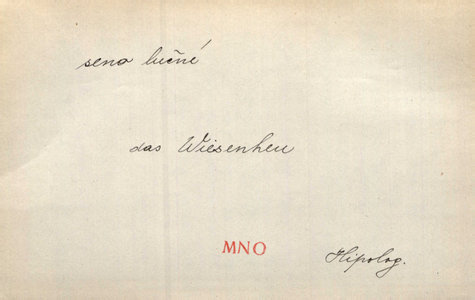 seno lučné
das Wiesenheu
MNO
Hipolog.